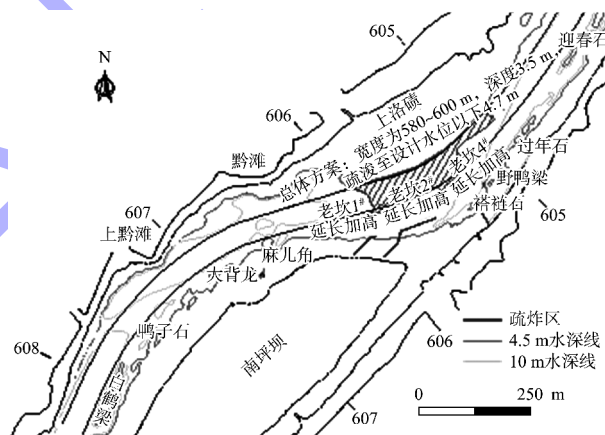 605
迎春石
N
606
上洛碛
总体方案：宽度为580~600 m，深度3.5 m，
疏浚至设计水位以下4.7 m
黔滩
过年石
老坎4#
延长加高
野鸭梁
607
老坎1#
延长加高
老坎2#
延长加高
褡裢石
605
上黔滩
麻儿角
大背龙
608
鸭子石
南坪坝
606
疏炸区
4.5 m水深线
10 m水深线
白鹤梁
0
250 m
607